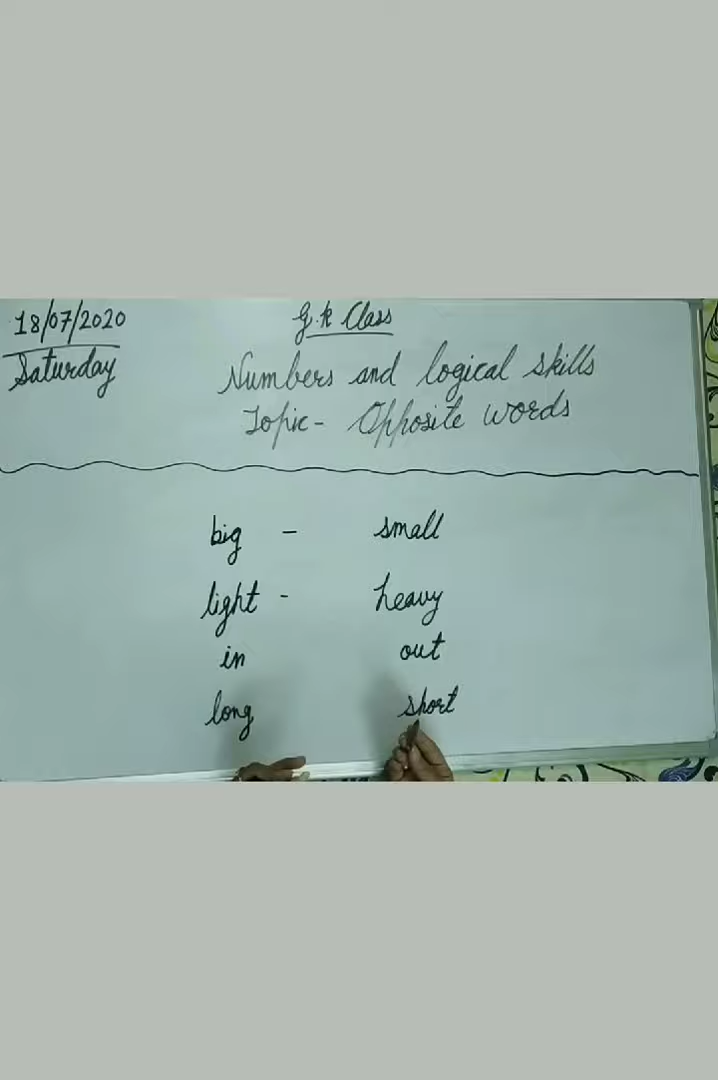 18/07/2020
Saturday
G.K Class
Numbers and logical skills
Topic - Opposite words
big - small
light - heavy
in out
long short